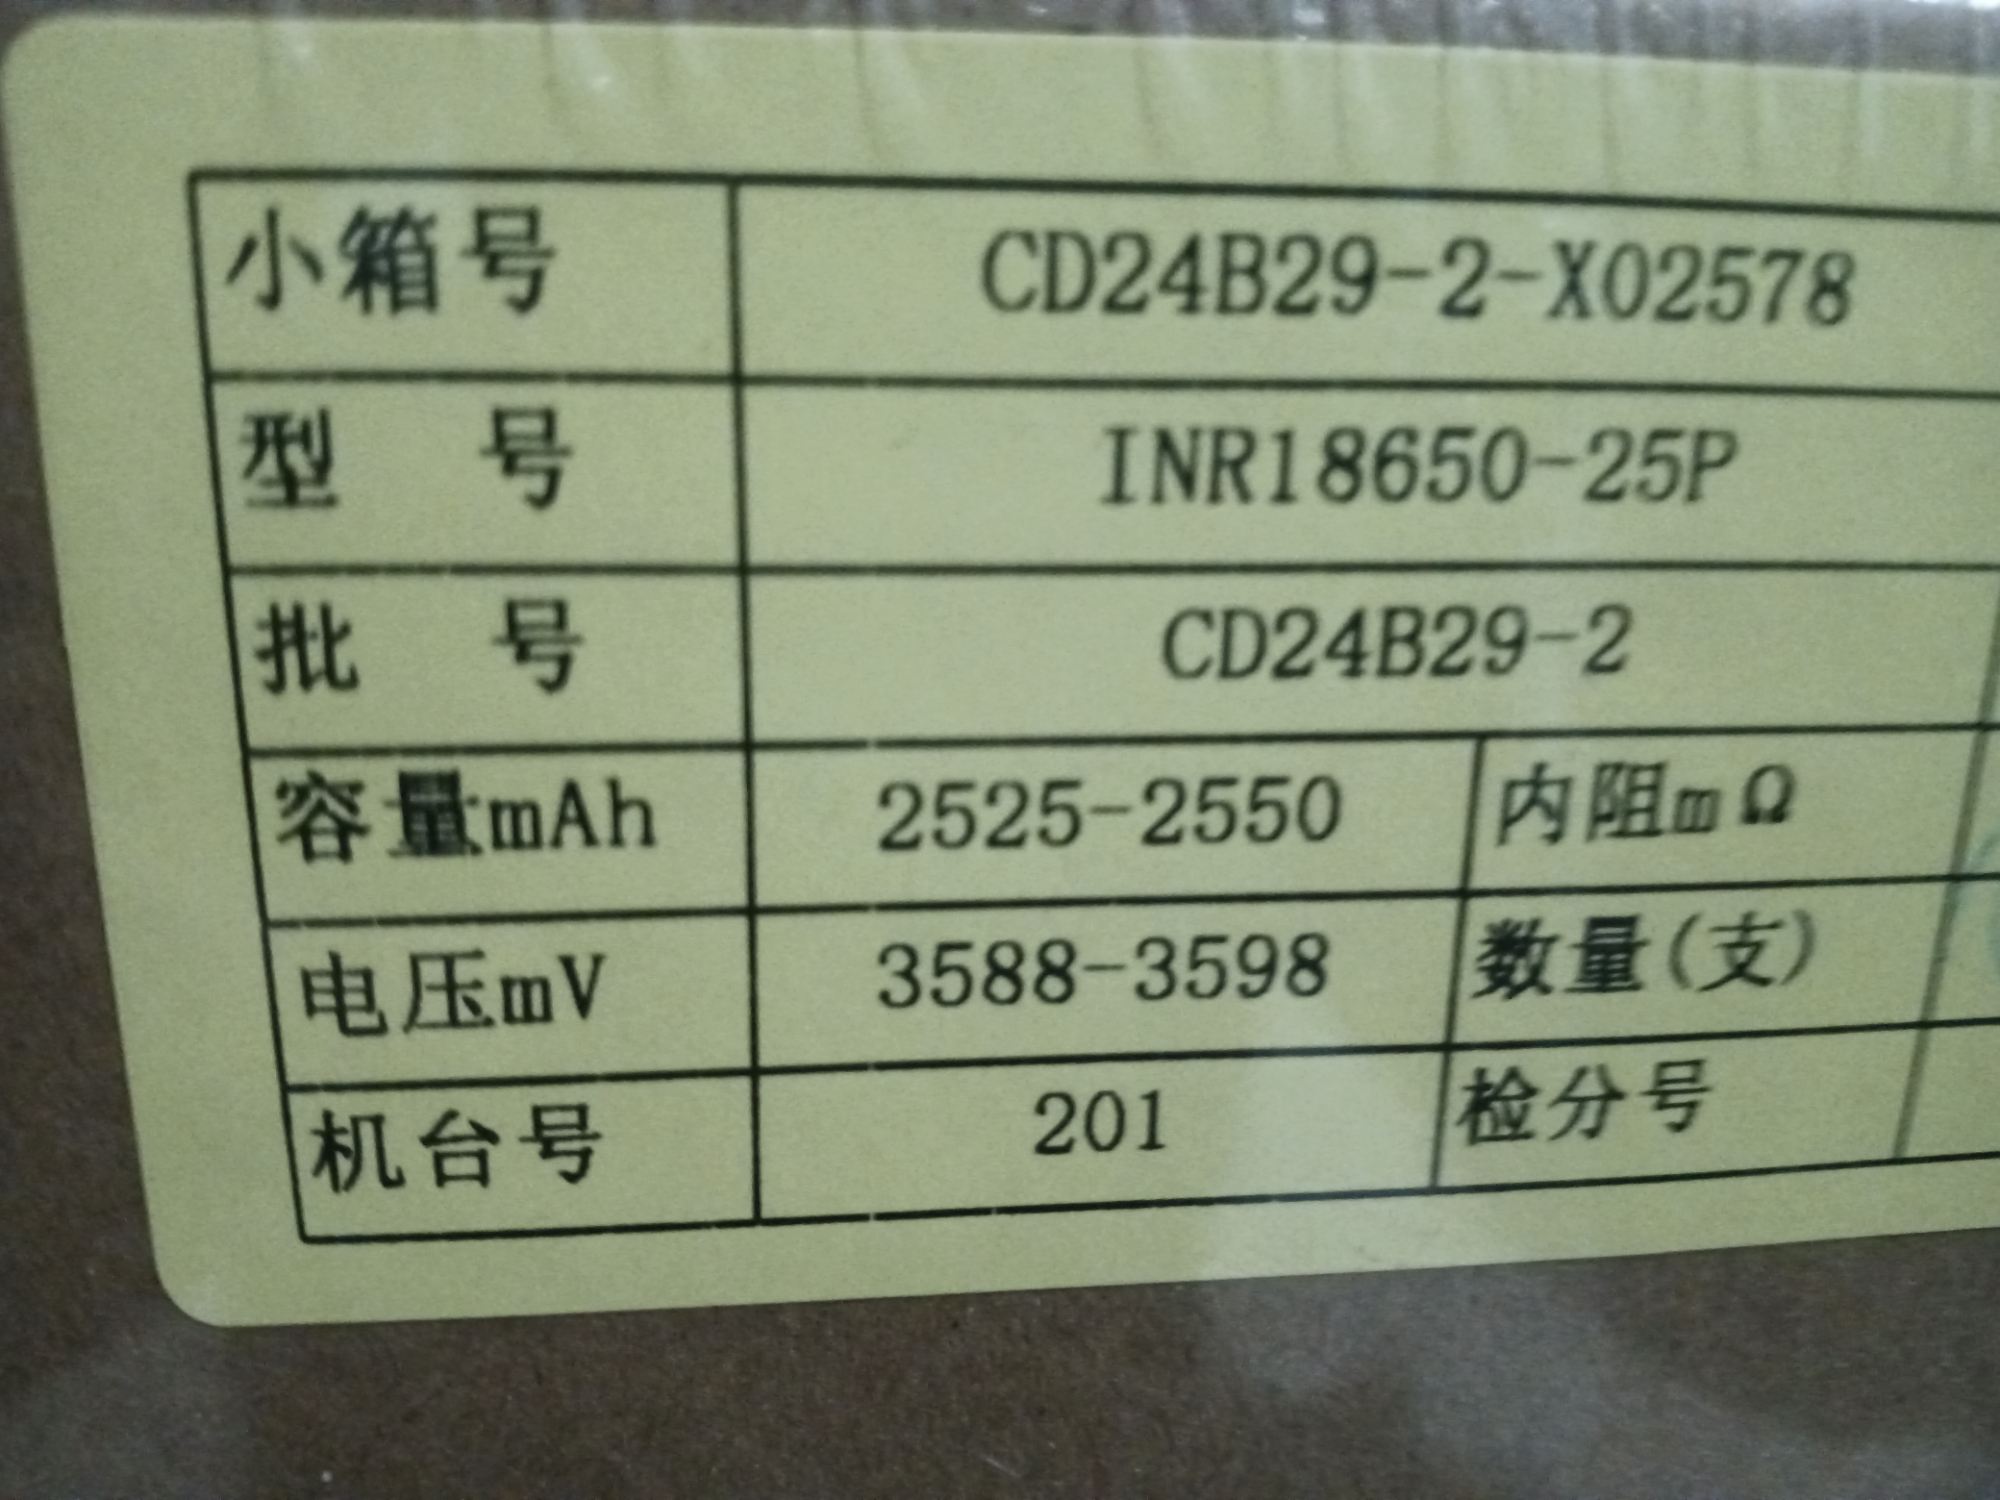 小箱号 CD24B29-2-X02578
型 号 INR18650-25P
批 号 CD24B29-2
容量mAh 2525-2550 内阻mΩ
电压mV 3588-3598 数量(支)
机台号 201 检分号